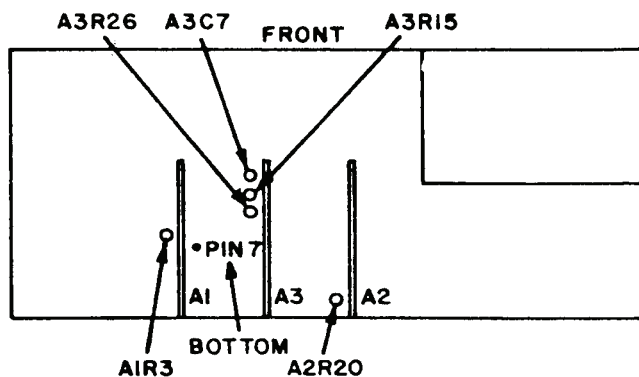 A3R26
A3C7
A3R15
FRONT
PIN 7
A1
A3
A2
BOTTOM
A1R3
A2R20